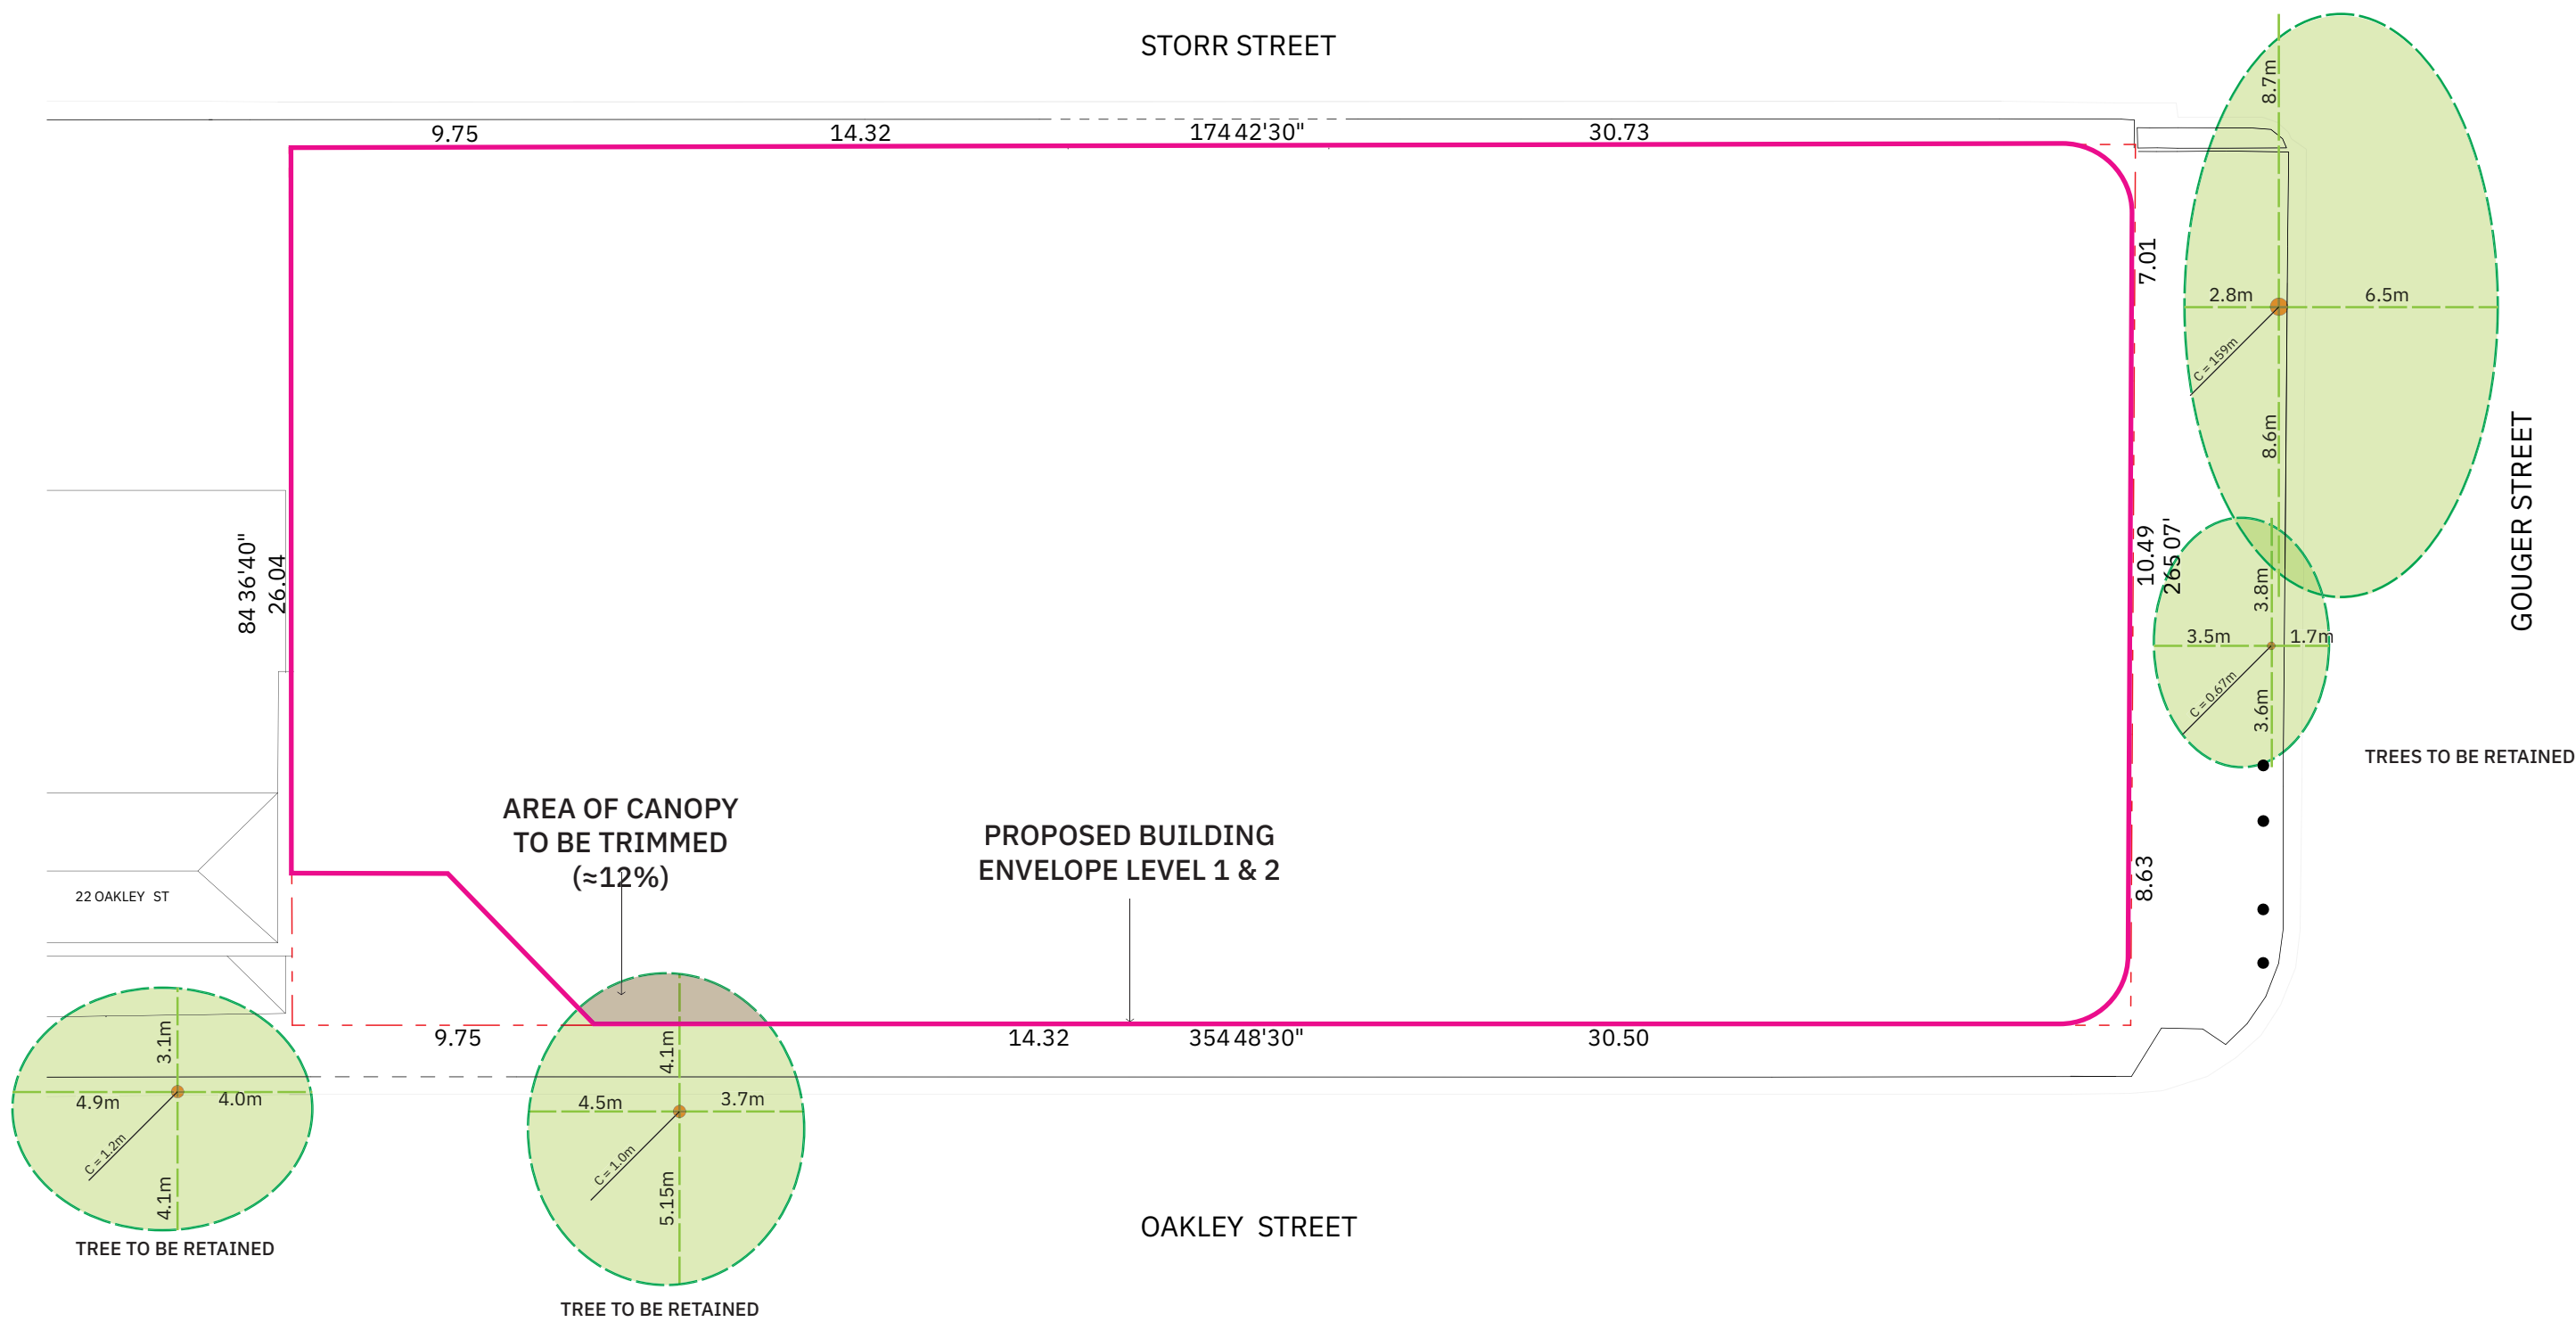 STORR STREET
8.7m
9.75
14.32
174 42'30"
30.73
7.01
2.8m
6.5m
C = 159m
8.6m
GOUGER STREET
84 36'40"
26.04
10.49
265 07'
3.8m
3.5m
1.7m
C = 0.67m
3.6m
TREES TO BE RETAINED
AREA OF CANOPY
TO BE TRIMMED
(≈12%)
PROPOSED BUILDING
ENVELOPE LEVEL 1 & 2
8.63
22 OAKLEY ST
9.75
14.32
354 48'30"
30.50
3.1m
4.9m
4.0m
C = 1.2m
4.1m
TREE TO BE RETAINED
4.1m
4.5m
3.7m
C = 1.0m
5.15m
TREE TO BE RETAINED
OAKLEY STREET